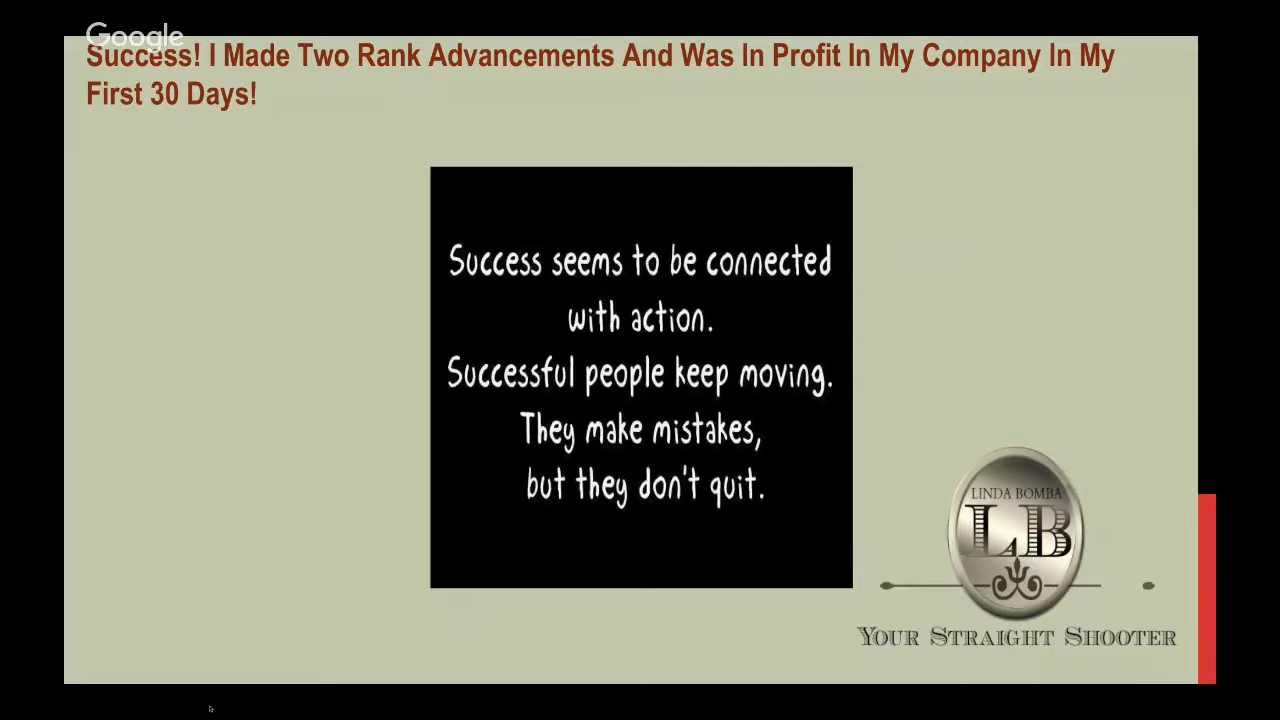 Google
Success! I Made Two Rank Advancements And Was In Profit In My Company In My
First 30 Days!
Success seems to be connected
with action.
Successful people keep moving.
They make mistakes,
but they don't quit.
LINDA BOMBA
LB
YOUR STRAIGHT SHOOTER